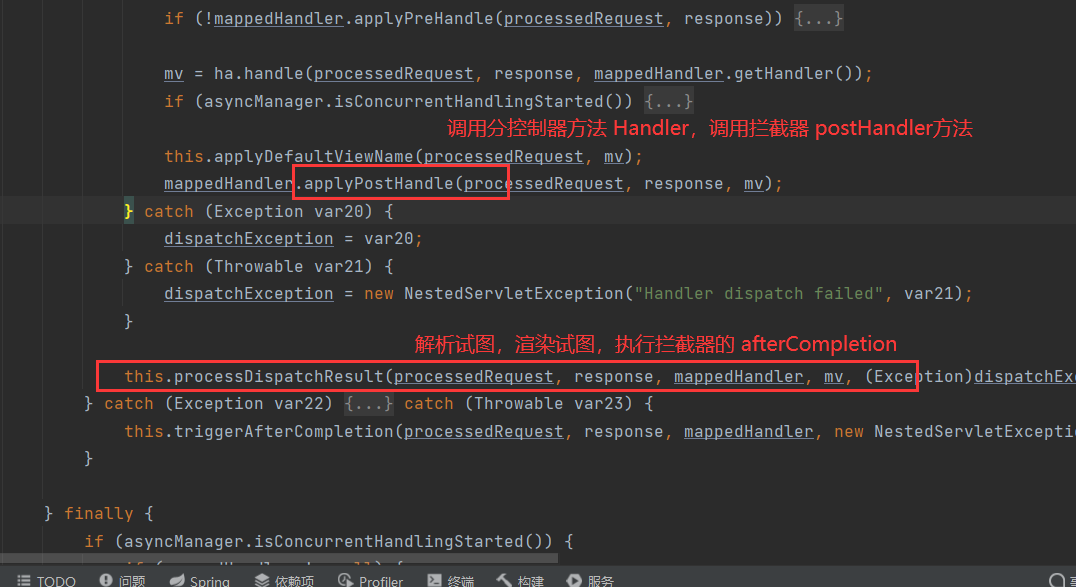 if (!mappedHandler.applyPreHandle(processedRequest, response)) {...}
mv = ha.handle(processedRequest, response, mappedHandler.getHandler());
if (asyncManager.isConcurrentHandlingStarted()) {...}
调用分控制器方法 Handler，调用拦截器 postHandler方法
this.applyDefaultViewName(processedRequest, mv);
mappedHandler.applyPostHandle(processedRequest, response, mv);
} catch (Exception var20) {
dispatchException = var20;
} catch (Throwable var21) {
dispatchException = new NestedServletException("Handler dispatch failed", var21);
}
解析试图，渲染试图，执行拦截器的 afterCompletion
this.processDispatchResult(processedRequest, response, mappedHandler, mv, (Exception)dispatchExc
} catch (Exception var22) {...} catch (Throwable var23) {
this.triggerAfterCompletion(processedRequest, response, mappedHandler, new NestedServletExceptio
}
} finally {
if (asyncManager.isConcurrentHandlingStarted()) {
TODO 问题 Spring 依赖项 Profiler 终端 构建 服务